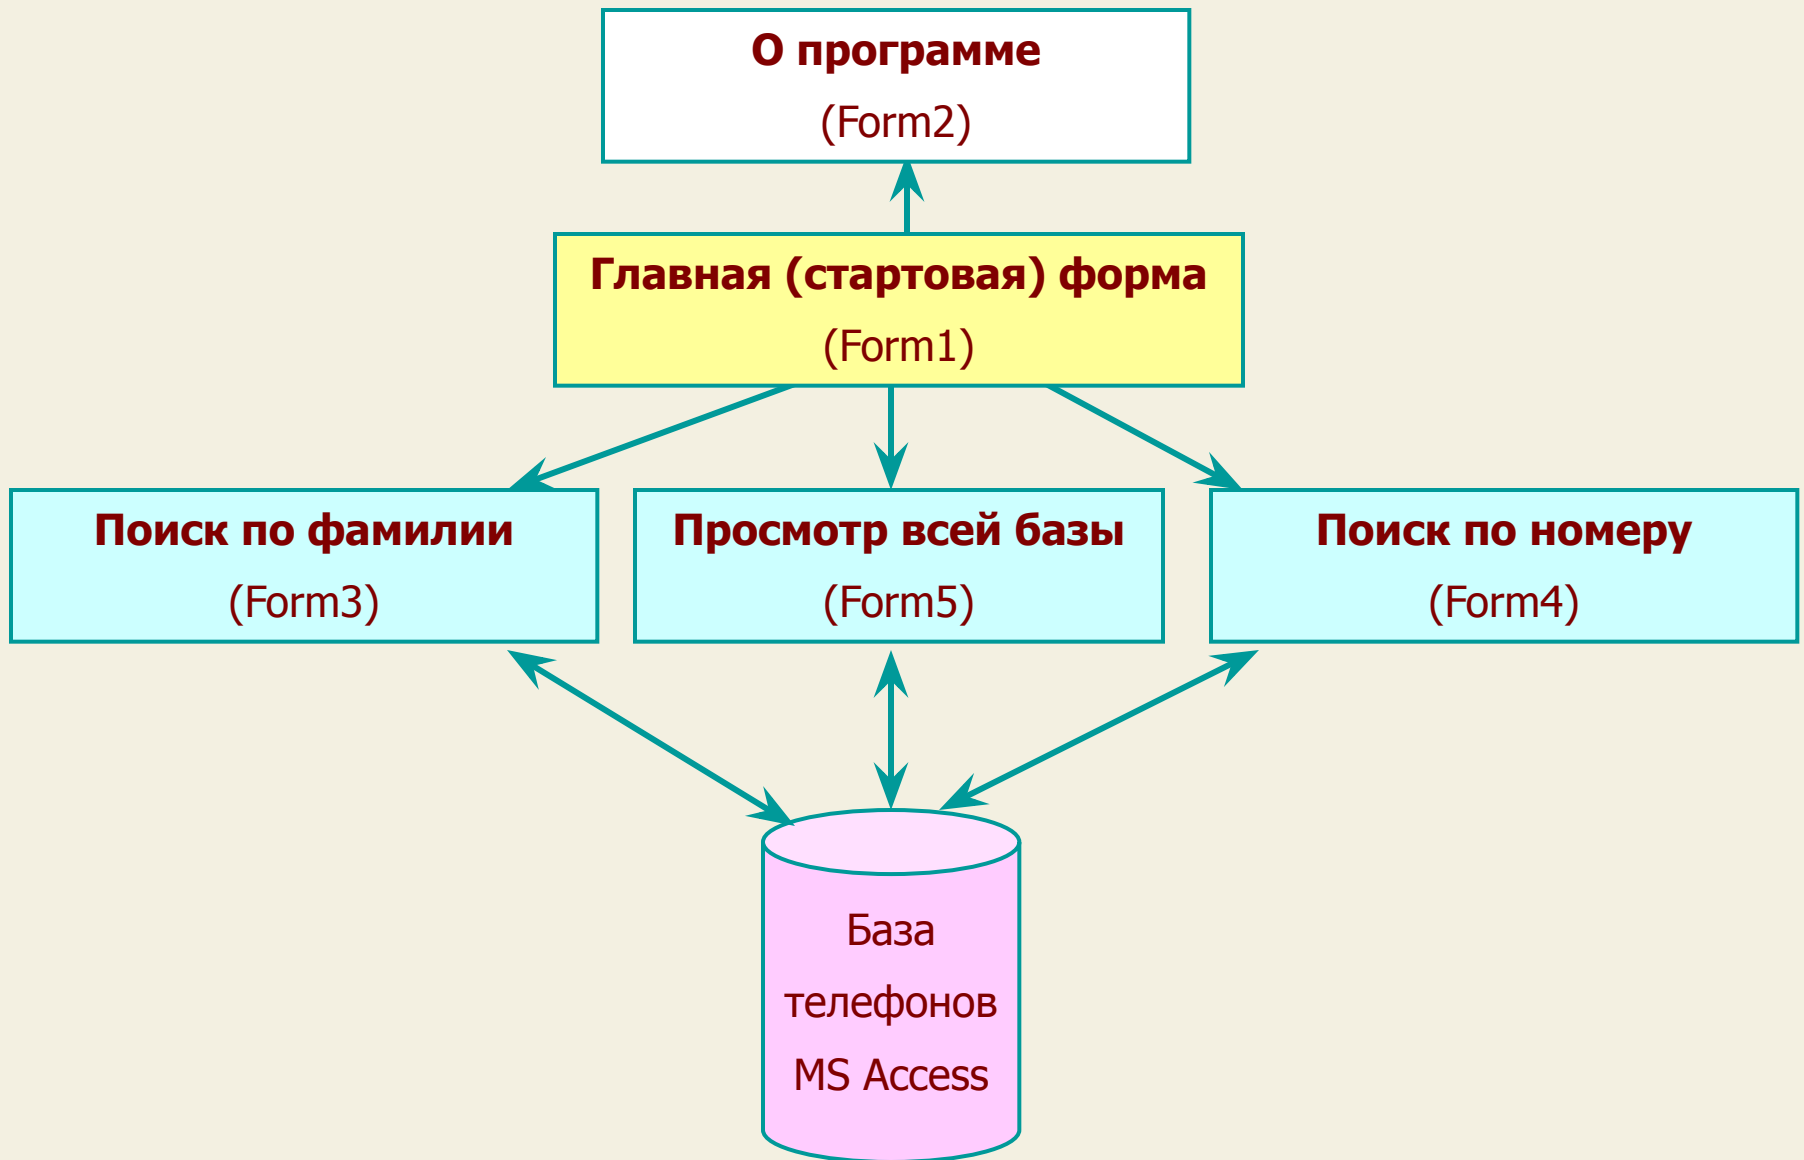 О программе
(Form2)
Главная (стартовая) форма
(Form1)
Поиск по фамилии
(Form3)
Просмотр всей базы
(Form5)
Поиск по номеру
(Form4)
База
телефонов
MS Access